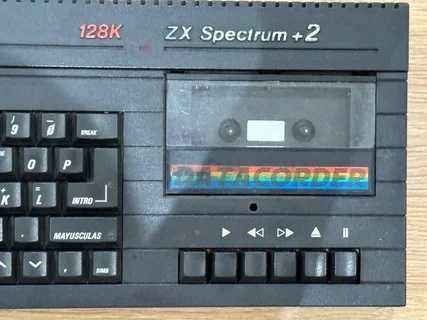 128K ZX Spectrum +2
DATACORDER
9 0 BREAK
O P
+ =
K L INTRO
MAYUSCULAS
, SIMB